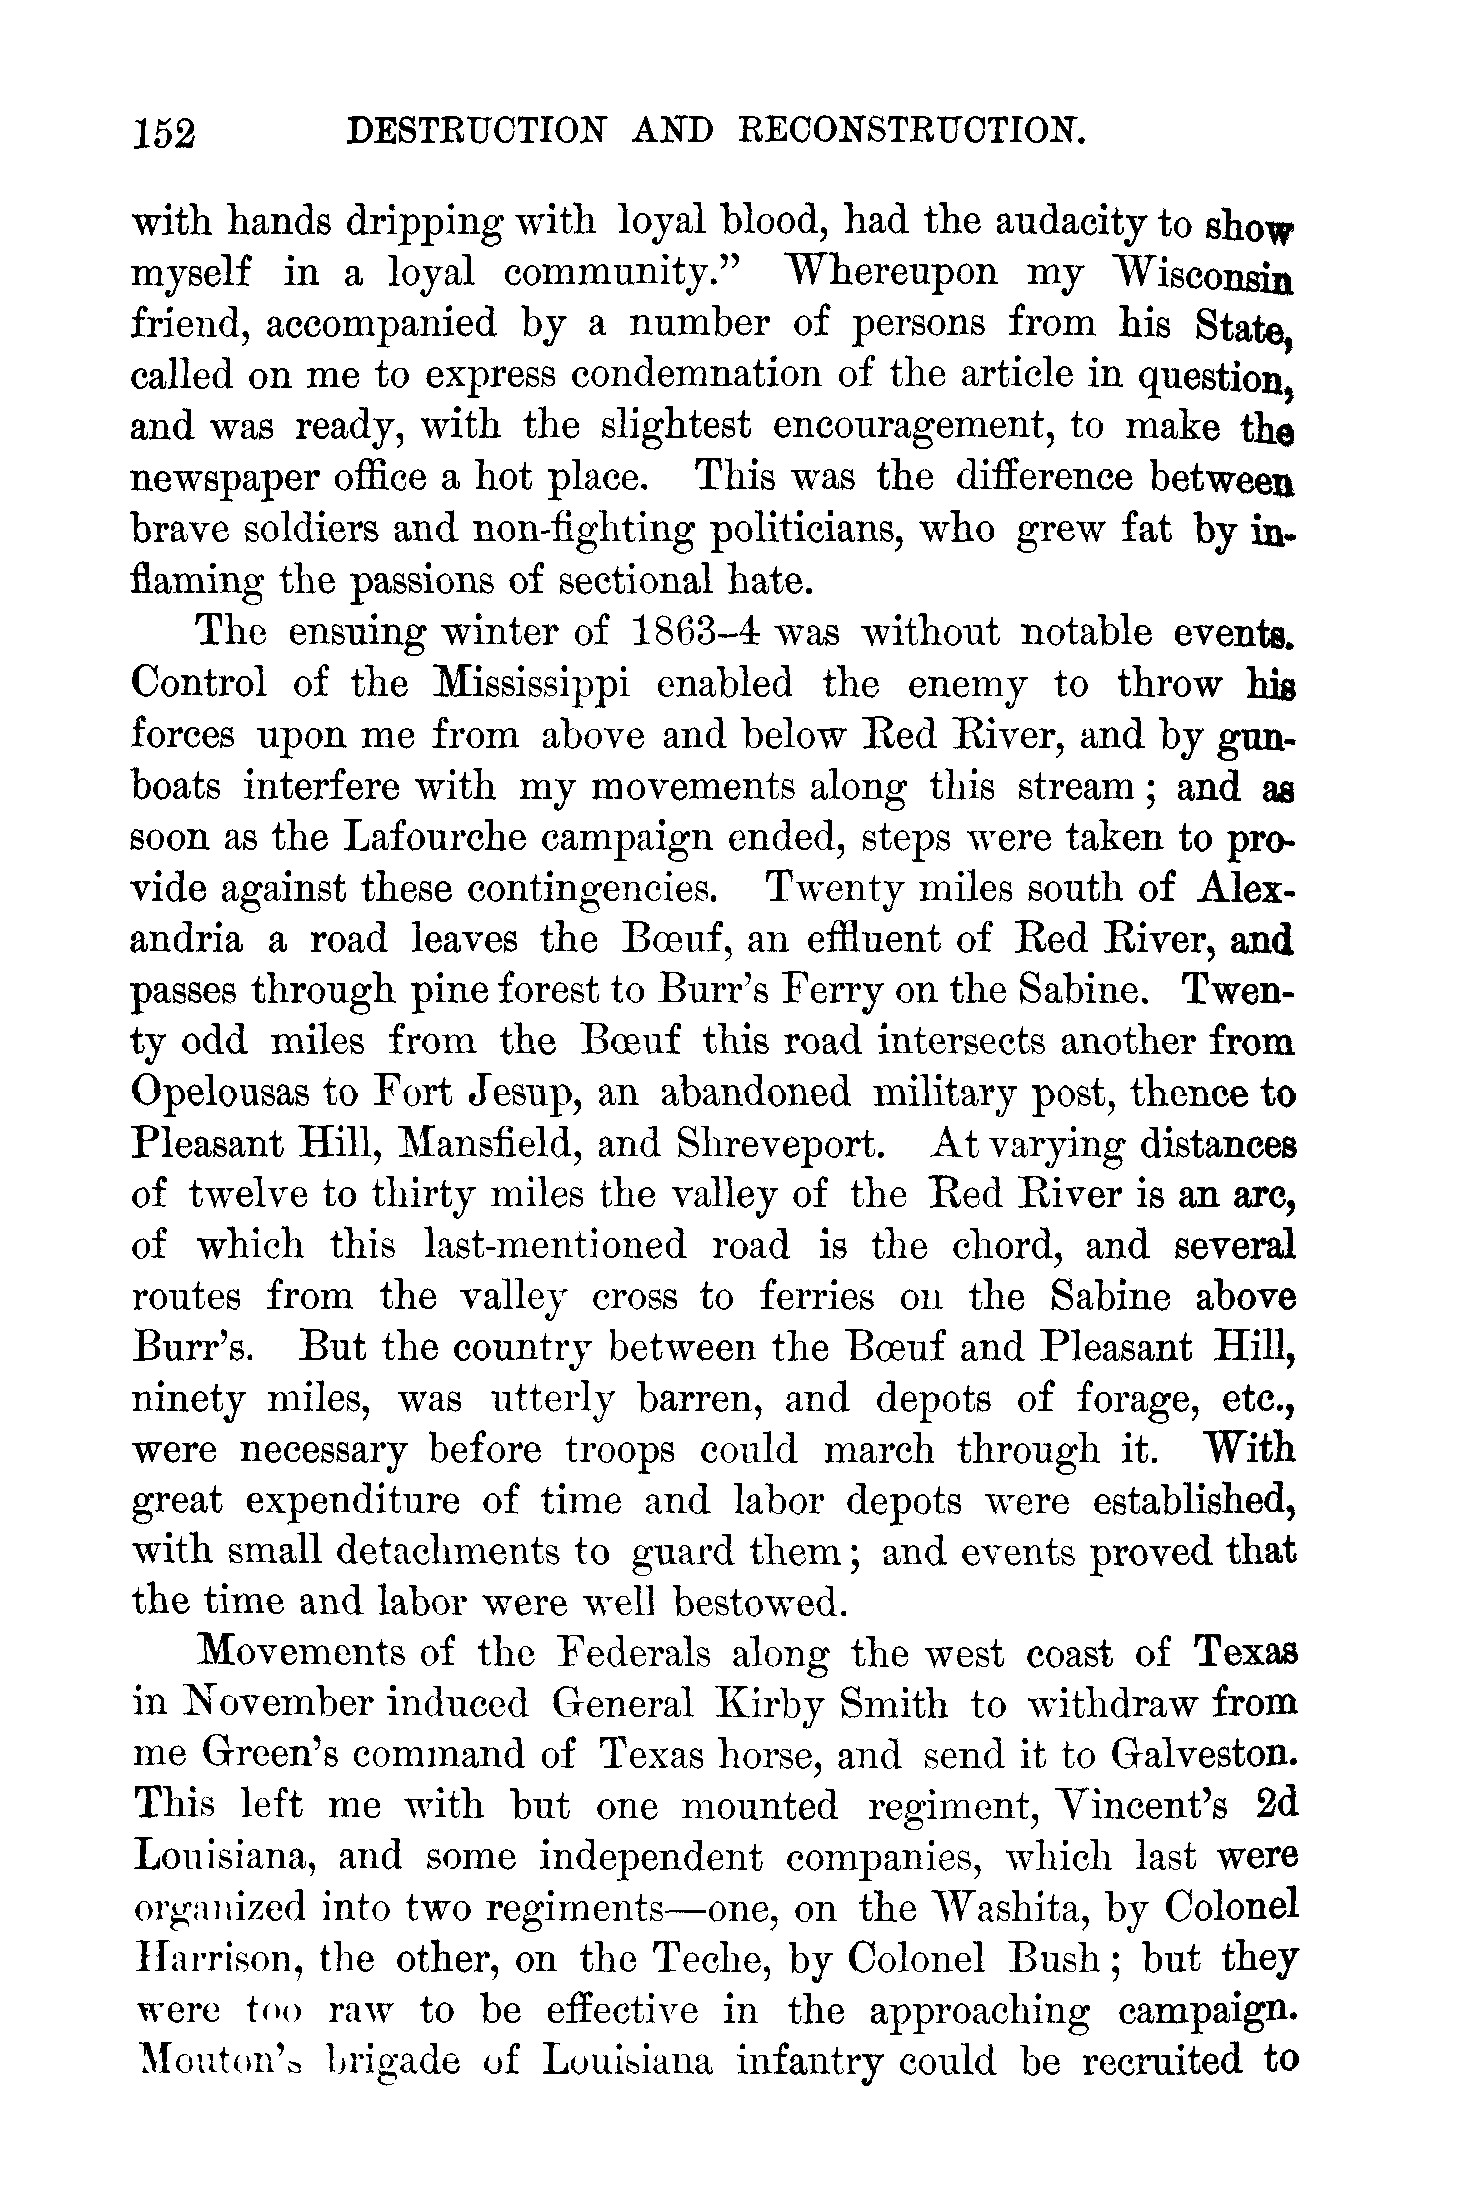 152 DESTRUCTION AND RECONSTRUCTION.
with hands dripping with loyal blood, had the audacity to show
myself in a loyal community.” Whereupon my Wisconsin
friend, accompanied by a number of persons from his State,
called on me to express condemnation of the article in question,
and was ready, with the slightest encouragement, to make the
newspaper office a hot place. This was the difference between
brave soldiers and non-fighting politicians, who grew fat by in-
flaming the passions of sectional hate.
The ensuing winter of 1863–4 was without notable events.
Control of the Mississippi enabled the enemy to throw his
forces upon me from above and below Red River, and by gun-
boats interfere with my movements along this stream; and as
soon as the Lafourche campaign ended, steps were taken to pro-
vide against these contingencies. Twenty miles south of Alex-
andria a road leaves the Bœuf, an effluent of Red River, and
passes through pine forest to Burr’s Ferry on the Sabine. Twen-
ty odd miles from the Bœuf this road intersects another from
Opelousas to Fort Jesup, an abandoned military post, thence to
Pleasant Hill, Mansfield, and Shreveport. At varying distances
of twelve to thirty miles the valley of the Red River is an arc,
of which this last-mentioned road is the chord, and several
routes from the valley cross to ferries on the Sabine above
Burr’s. But the country between the Bœuf and Pleasant Hill,
ninety miles, was utterly barren, and depots of forage, etc.,
were necessary before troops could march through it. With
great expenditure of time and labor depots were established,
with small detachments to guard them; and events proved that
the time and labor were well bestowed.
Movements of the Federals along the west coast of Texas
in November induced General Kirby Smith to withdraw from
me Green’s command of Texas horse, and send it to Galveston.
This left me with but one mounted regiment, Vincent’s 2d
Louisiana, and some independent companies, which last were
organized into two regiments—one, on the Washita, by Colonel
Harrison, the other, on the Teche, by Colonel Bush; but they
were too raw to be effective in the approaching campaign.
Mouton’s brigade of Louisiana infantry could be recruited to